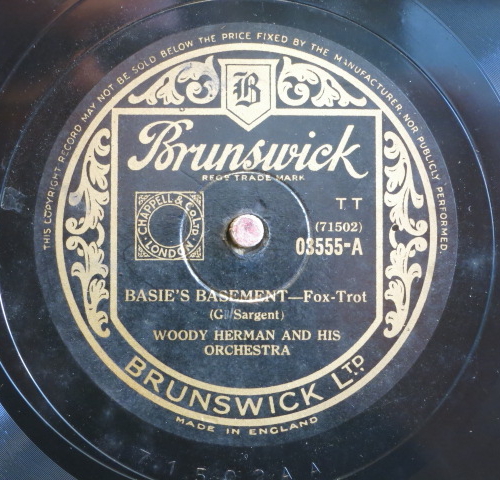 THIS COPYRIGHT RECORD MAY NOT BE SOLD BELOW THE PRICE FIXED BY THE MANUFACTURER, NOR PUBLICLY PERFORMED.
B
Brunswick
REGD TRADE MARK
CHAPPELL & Co LTD. LONDON
TT
(71502)
03555-A
BASIE'S BASEMENT—Fox-Trot
(G. Sargent)
WOODY HERMAN AND HIS
ORCHESTRA
BRUNSWICK LTD.
MADE IN ENGLAND
71502AA